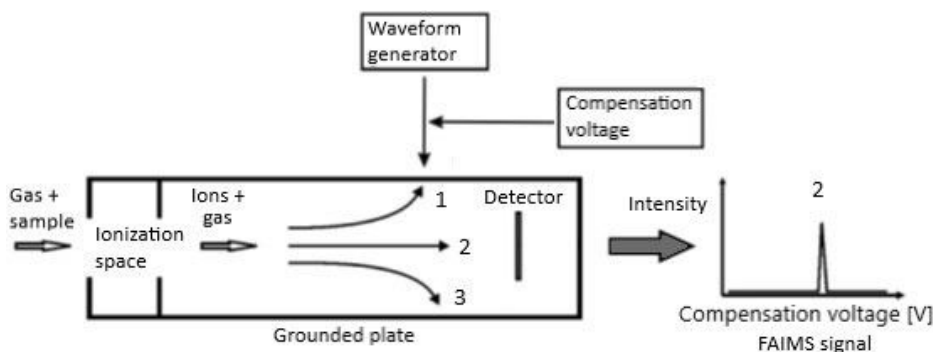 Waveform
generator
Compensation
voltage
Gas +
sample
Ionization
space
Ions +
gas
1
2
3
Detector
Grounded plate
Intensity
2
Compensation voltage [V]
FAIMS signal